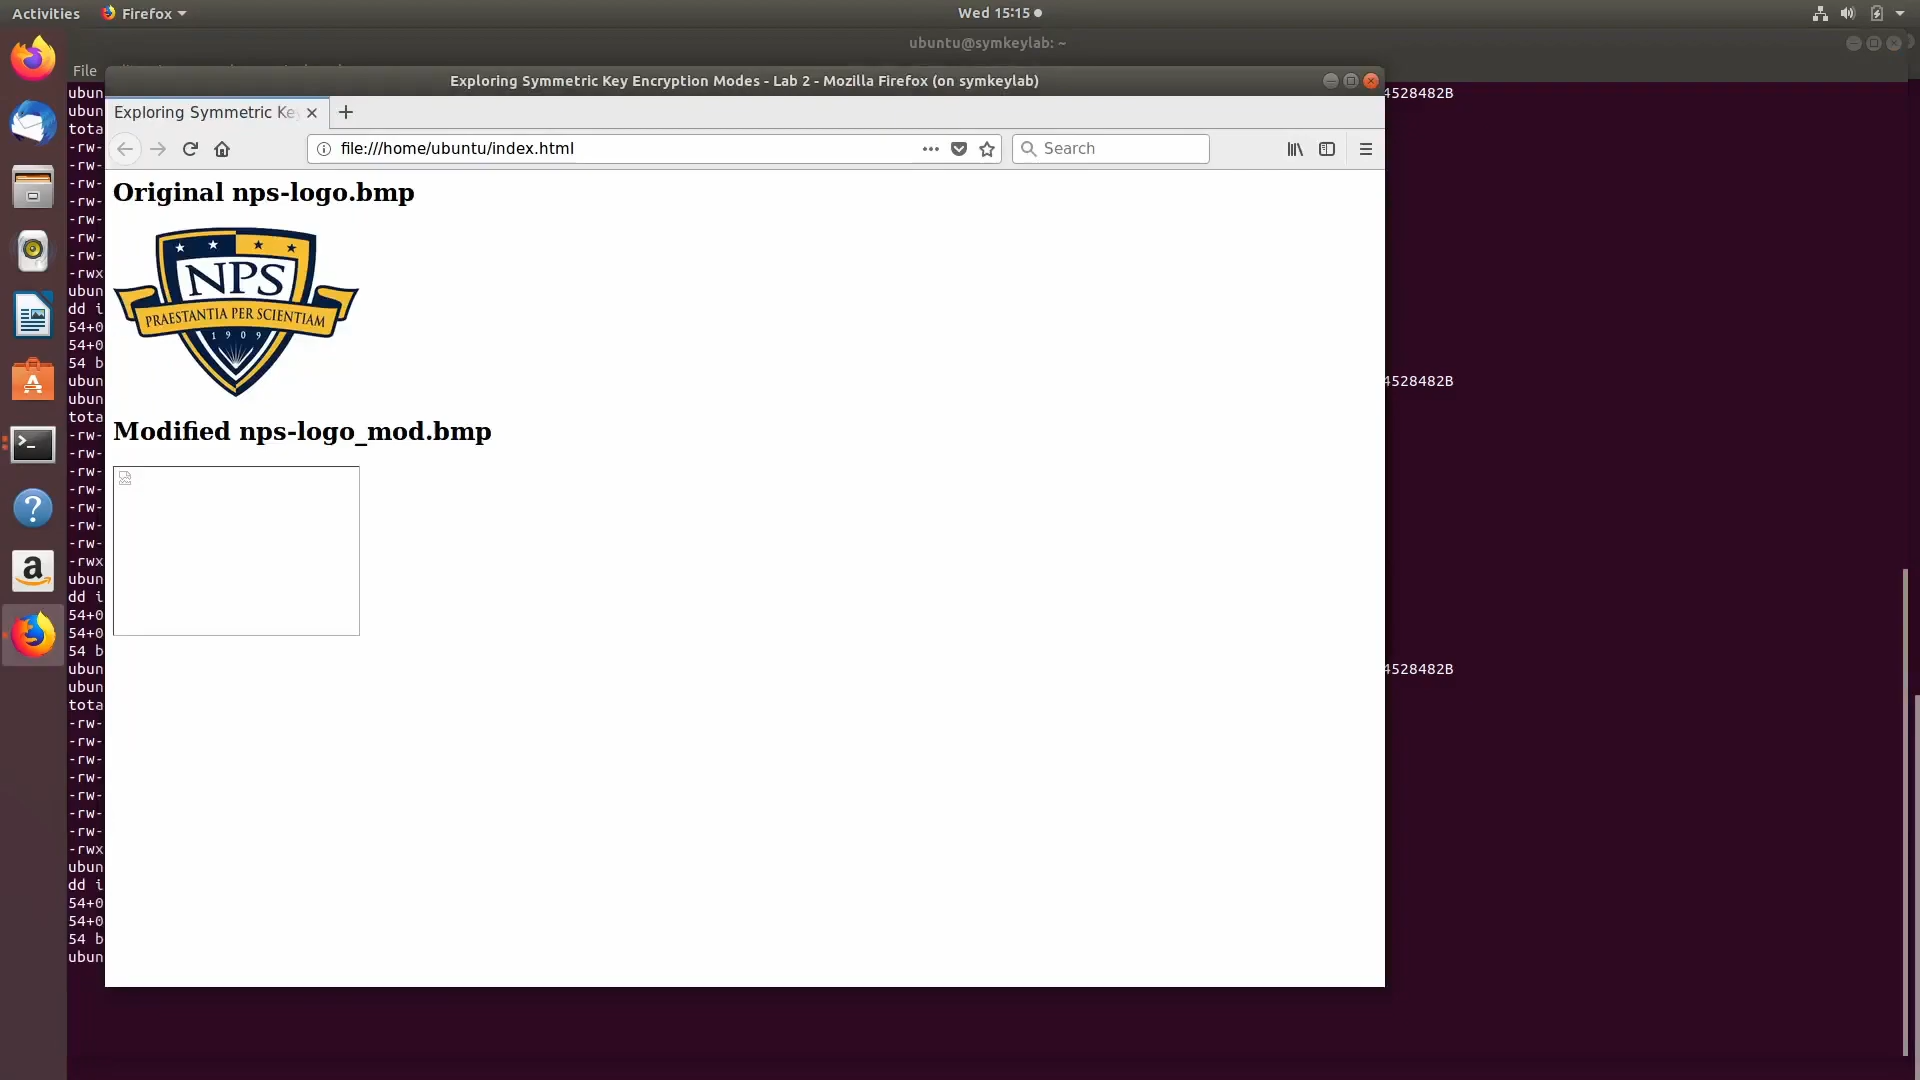 Activities
Firefox
Wed 15:15
ubuntu@symkeylab: ~
File
Exploring Symmetric Key Encryption Modes - Lab 2 - Mozilla Firefox (on symkeylab)
Exploring Symmetric Ke
file:///home/ubuntu/index.html
Search
Original nps-logo.bmp
NPS
PRAESTANTIA PER SCIENTIAM
1909
Modified nps-logo_mod.bmp
ubun 4528482B
ubun
tota
-rw-
-rw-
-rw-
-rw-
-rw-
-rw-
-rw-
-rwx
ubun
dd i
54+0
54+0
54 b
ubun 4528482B
ubun
tota
-rw-
-rw-
-rw-
-rw-
-rw-
-rw-
-rw-
-rwx
ubun
dd i
54+0
54+0
54 b
ubun 4528482B
ubun
tota
-rw-
-rw-
-rw-
-rw-
-rw-
-rw-
-rw-
-rwx
ubun
dd i
54+0
54+0
54 b
ubun